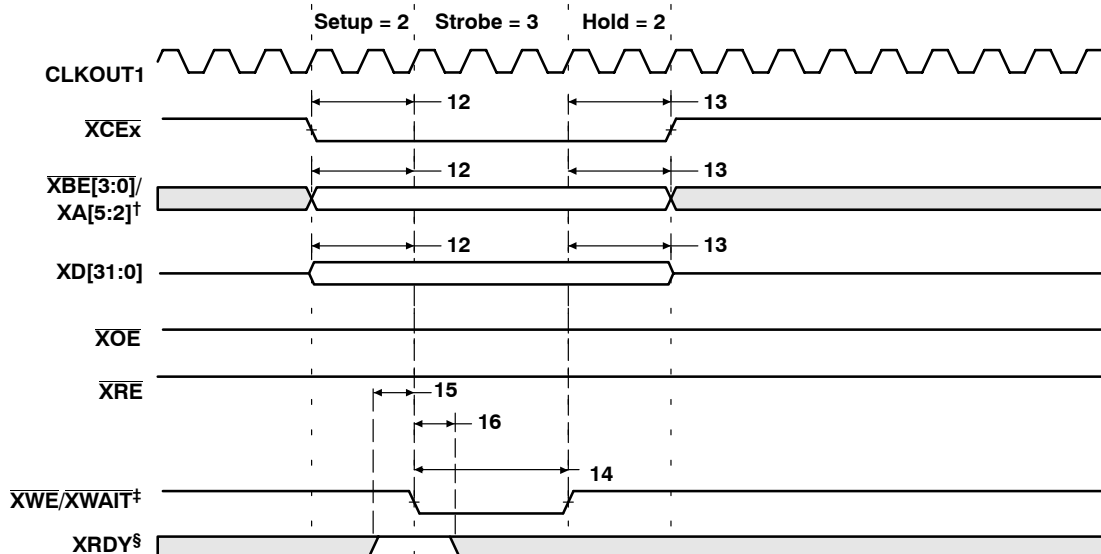 Setup = 2 Strobe = 3 Hold = 2
CLKOUT1
12 13
XCEx
12 13
XBE[3:0]/
XA[5:2]†
12 13
XD[31:0]
XOE
XRE
15
16
14
XWE/XWAIT‡
XRDY§